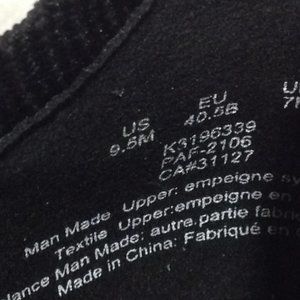 US EU
9.5M 40.5B
K3196339
PAF-2106
CA#31127
Man Made Upper: empeigne
Textile Upper: empeigne en
Man Made: autre partie
Made in China: Fabriqué en